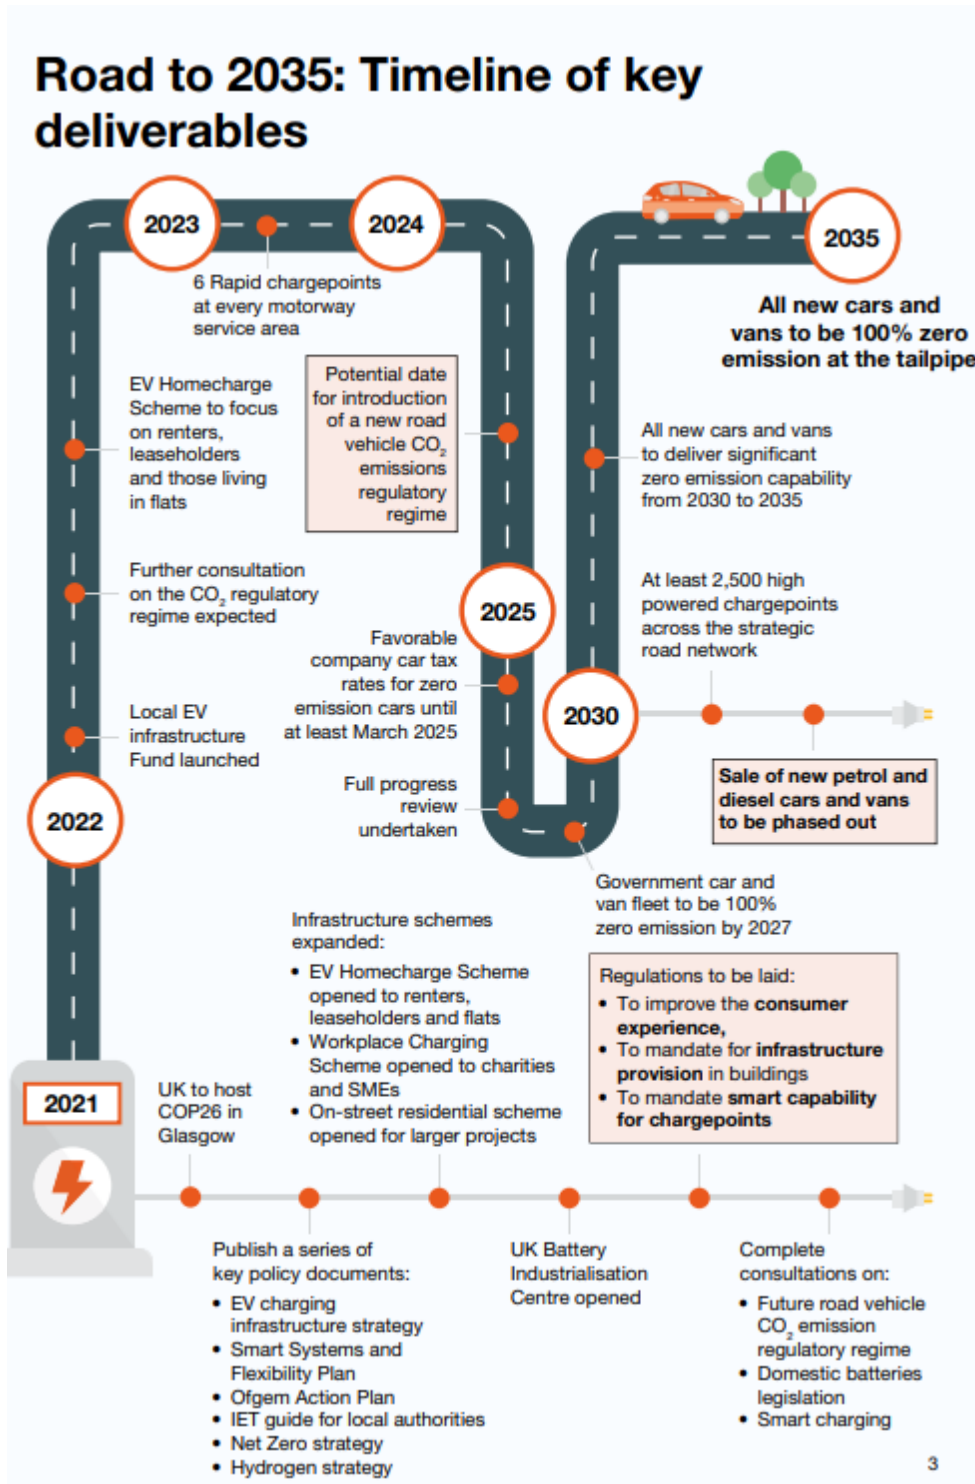 Road to 2035: Timeline of key
deliverables
2023
2024
2035
6 Rapid chargepoints
at every motorway
service area
All new cars and
vans to be 100% zero
emission at the tailpipe
EV Homecharge
Scheme to focus
on renters,
leaseholders
and those living
in flats
Potential date
for introduction
of a new road
vehicle CO₂
emissions
regulatory
regime
All new cars and vans
to deliver significant
zero emission capability
from 2030 to 2035
Further consultation
on the CO₂ regulatory
regime expected
2025
At least 2,500 high
powered chargepoints
across the strategic
road network
Favorable
company car tax
rates for zero
emission cars until
at least March 2025
Local EV
infrastructure
Fund launched
2030
2022
Full progress
review
undertaken
Sale of new petrol and
diesel cars and vans
to be phased out
Government car and
van fleet to be 100%
zero emission by 2027
2021
UK to host
COP26 in
Glasgow
Infrastructure schemes
expanded:
• EV Homecharge Scheme
opened to renters,
leaseholders and flats
• Workplace Charging
Scheme opened to charities
and SMEs
• On-street residential scheme
opened for larger projects
Regulations to be laid:
• To improve the consumer
experience,
• To mandate for infrastructure
provision in buildings
• To mandate smart capability
for chargepoints
Publish a series of
key policy documents:
• EV charging
infrastructure strategy
• Smart Systems and
Flexibility Plan
• Ofgem Action Plan
• IET guide for local authorities
• Net Zero strategy
• Hydrogen strategy
UK Battery
Industrialisation
Centre opened
Complete
consultations on:
• Future road vehicle
CO₂ emission
regulatory regime
• Domestic batteries
legislation
• Smart charging
3